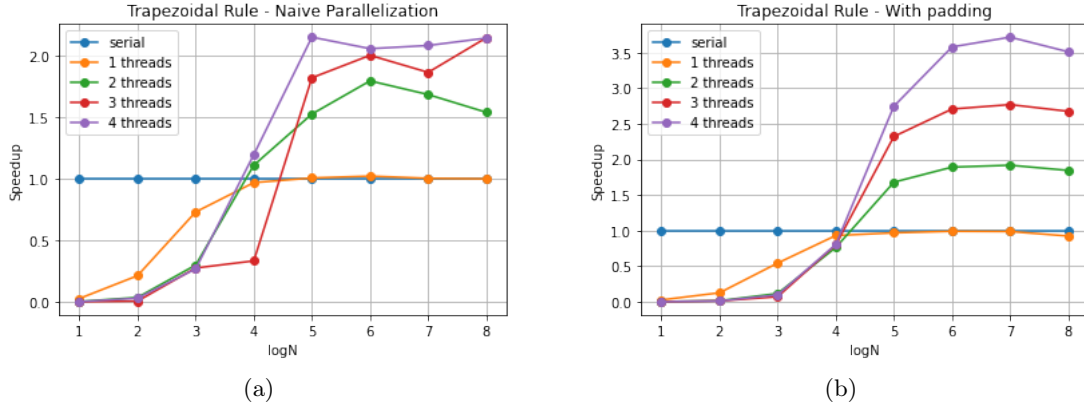 Trapezoidal Rule - Naive Parallelization
serial
1 threads
2 threads
3 threads
4 threads
2.0
1.5
1.0
0.5
0.0
Speedup
1 2 3 4 5 6 7 8
logN
(a)
Trapezoidal Rule - With padding
serial
1 threads
2 threads
3 threads
4 threads
3.5
3.0
2.5
2.0
1.5
1.0
0.5
0.0
Speedup
1 2 3 4 5 6 7 8
logN
(b)